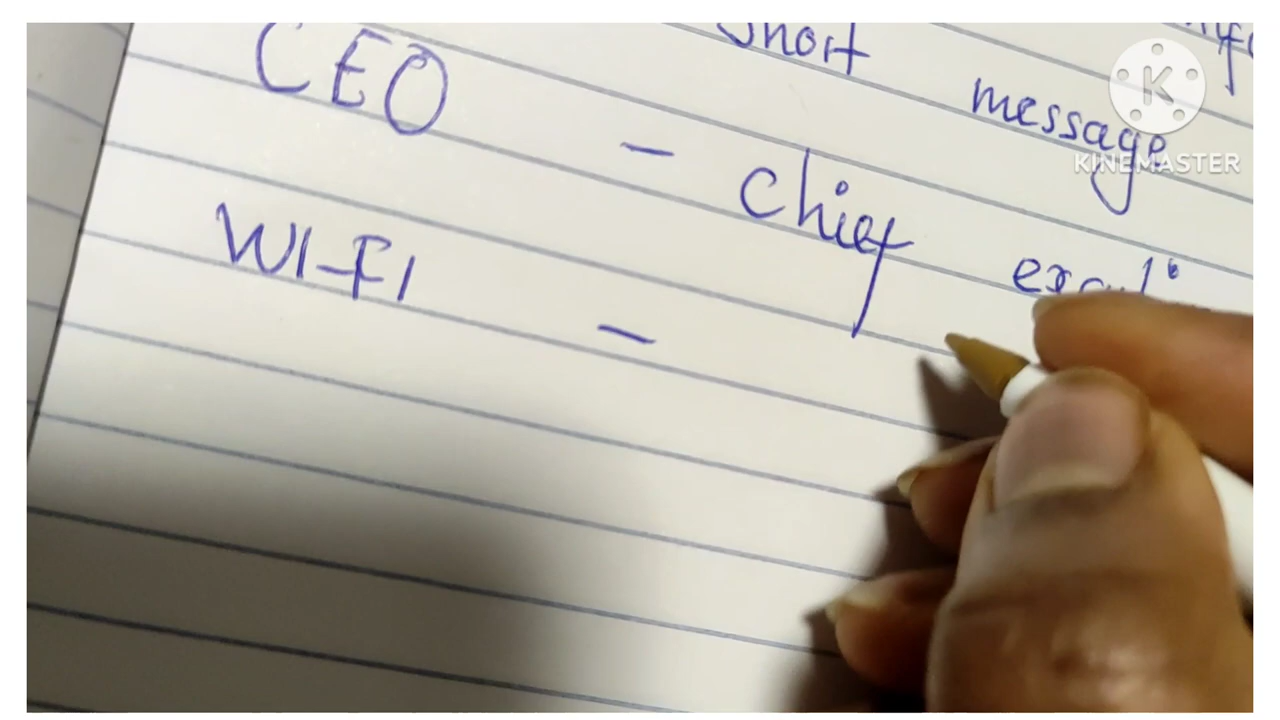 Short message
CEO - Chief
WI-FI -
K
KINEMASTER